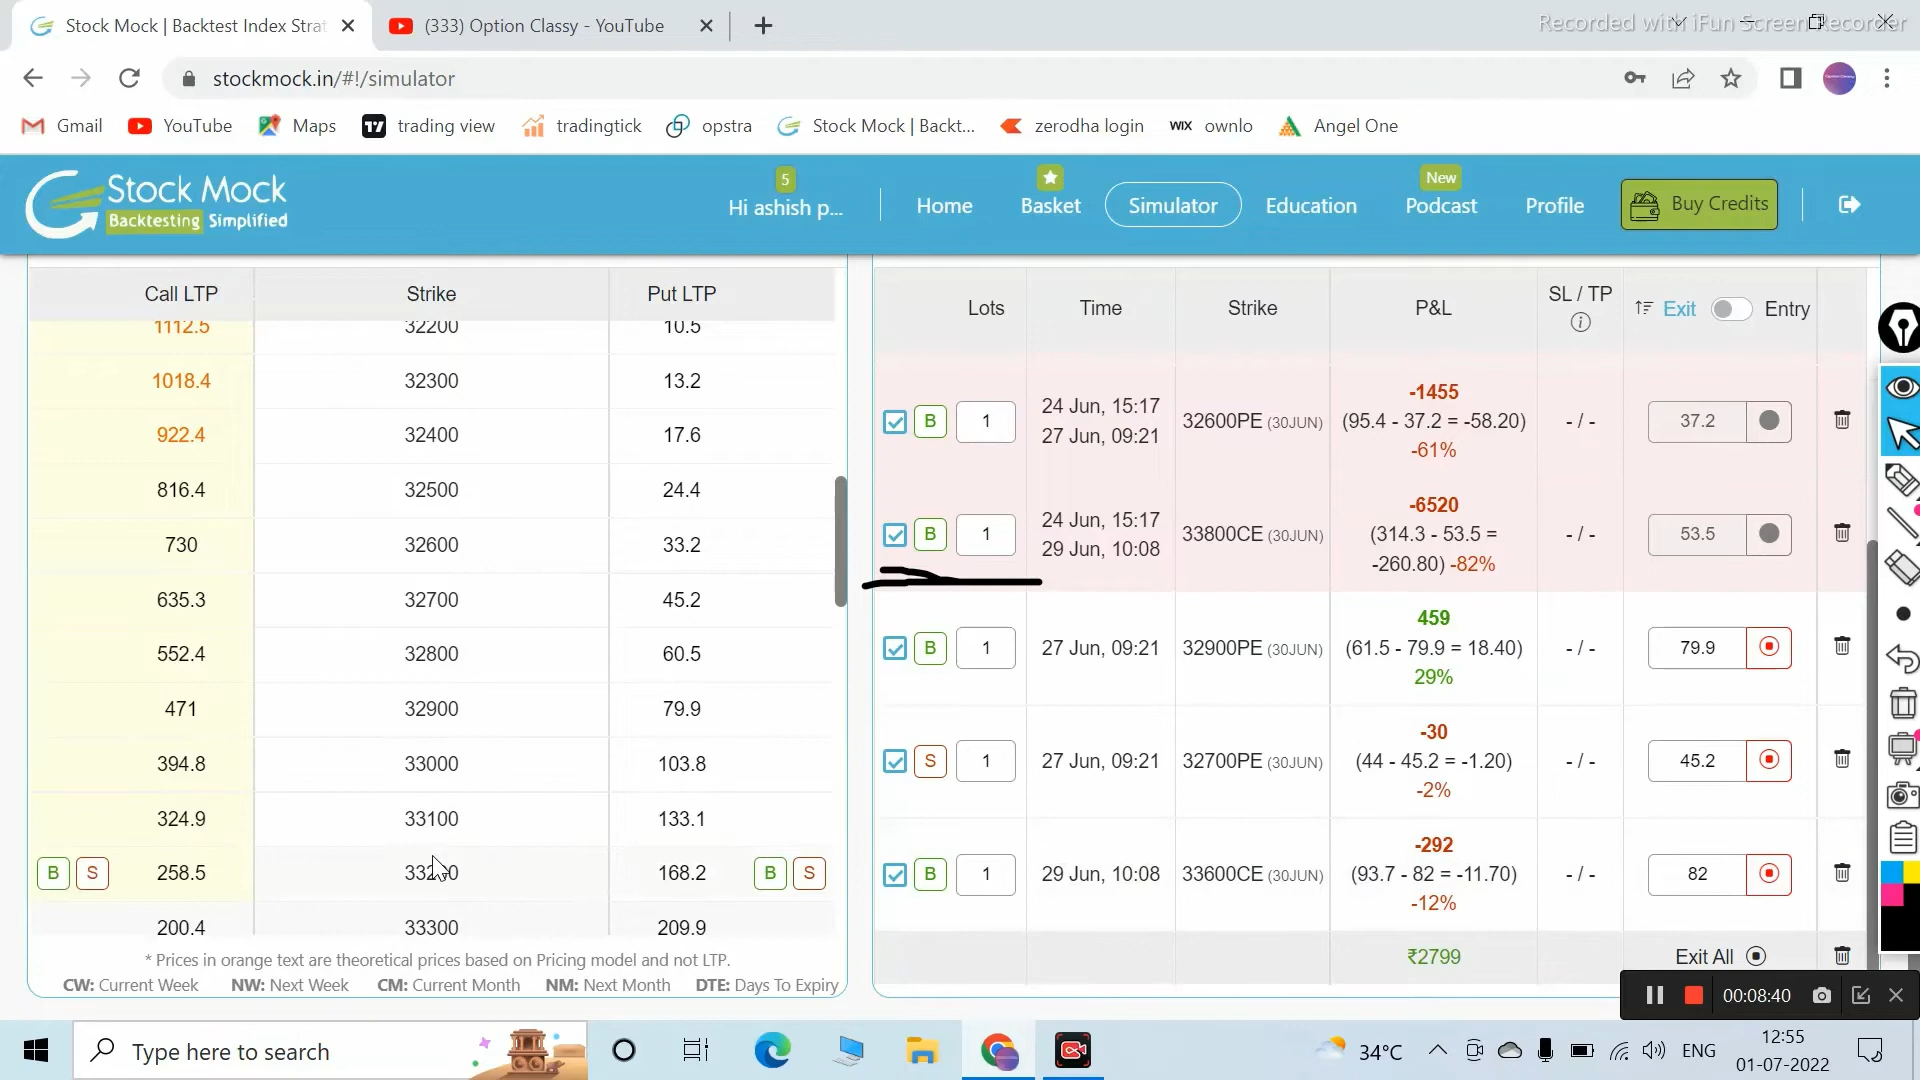 Stock Mock | Backtest Index Strat
(333) Option Classy - YouTube
Recorded with iFun Screen Recorder
stockmock.in/#!/simulator
Gmail
YouTube
Maps
trading view
tradingtick
opstra
Stock Mock | Backt...
zerodha login
WIX ownlo
Angel One
Stock Mock
Backtesting Simplified
5
Hi ashish p...
Home
Basket
Simulator
Education
New
Podcast
Profile
Buy Credits
Call LTP Strike Put LTP
1112.5 32200 10.5
1018.4 32300 13.2
922.4 32400 17.6
816.4 32500 24.4
730 32600 33.2
635.3 32700 45.2
552.4 32800 60.5
471 32900 79.9
394.8 33000 103.8
324.9 33100 133.1
B S 258.5 33200 168.2 B S
200.4 33300 209.9
* Prices in orange text are theoretical prices based on Pricing model and not LTP.
CW: Current Week NW: Next Week CM: Current Month NM: Next Month DTE: Days To Expiry
Lots Time Strike P&L SL / TP Exit Entry
-1455
24 Jun, 15:17
B 1 32600PE (30JUN) (95.4 - 37.2 = -58.20) - / - 37.2
27 Jun, 09:21
-61%
-6520
24 Jun, 15:17
B 1 33800CE (30JUN) (314.3 - 53.5 = - / - 53.5
29 Jun, 10:08
-260.80) -82%
459
B 1 27 Jun, 09:21 32900PE (30JUN) (61.5 - 79.9 = 18.40) - / - 79.9
29%
-30
S 1 27 Jun, 09:21 32700PE (30JUN) (44 - 45.2 = -1.20) - / - 45.2
-2%
-292
B 1 29 Jun, 10:08 33600CE (30JUN) (93.7 - 82 = -11.70) - / - 82
-12%
₹2799 Exit All
00:08:40
Type here to search
34°C
ENG
12:55
01-07-2022